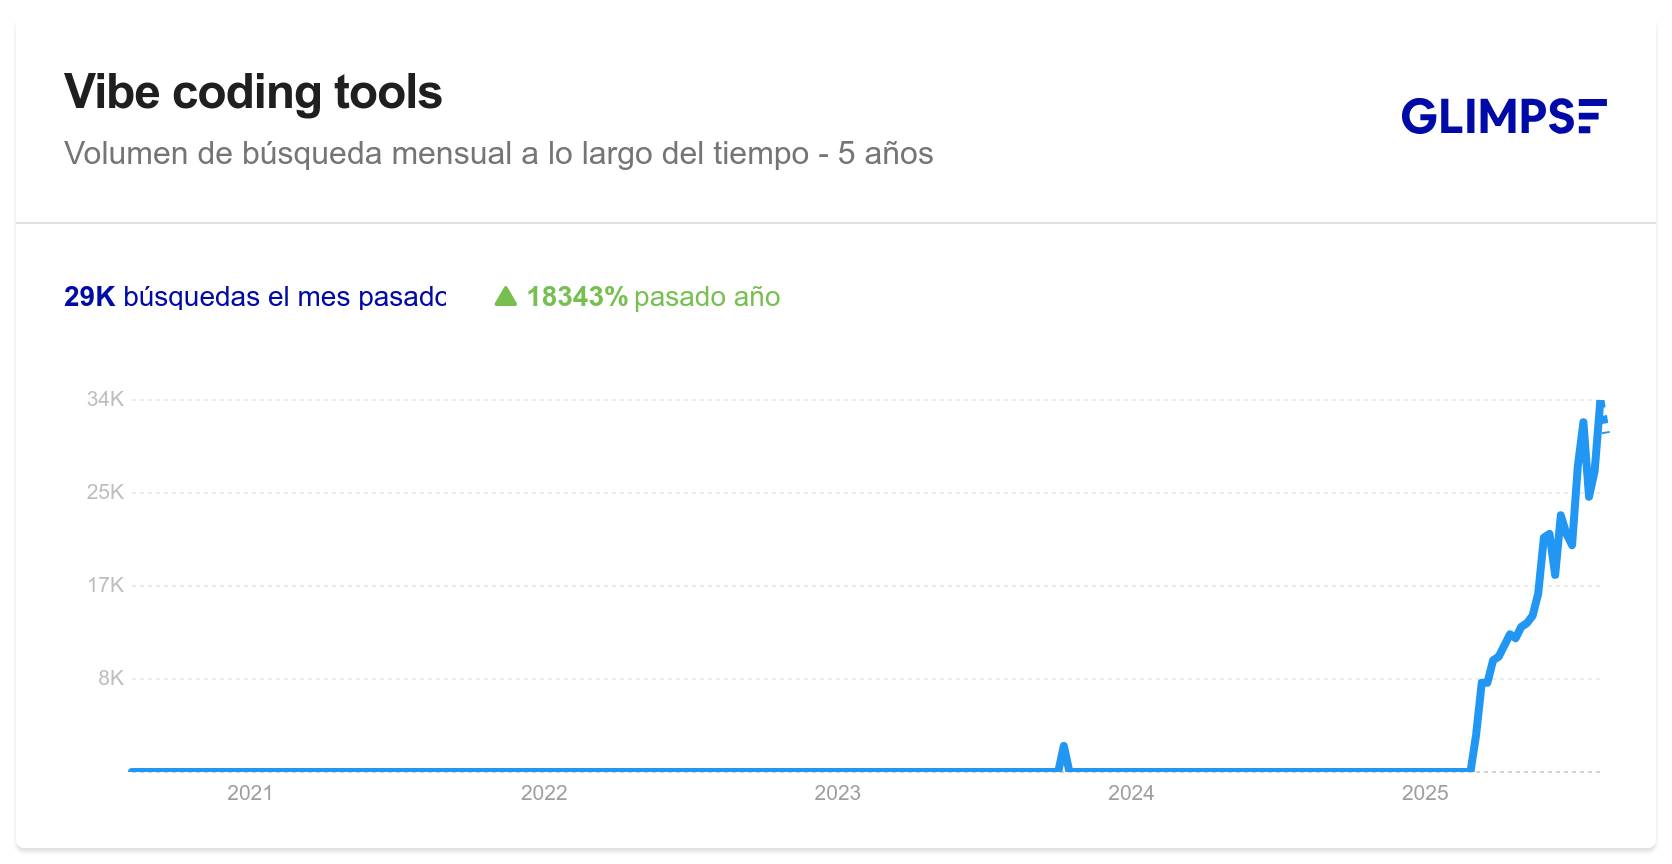 Vibe coding tools
GLIMPSE
Volumen de búsqueda mensual a lo largo del tiempo - 5 años
29K búsquedas el mes pasado
18343% pasado año
34K
25K
17K
8K
2021 2022 2023 2024 2025